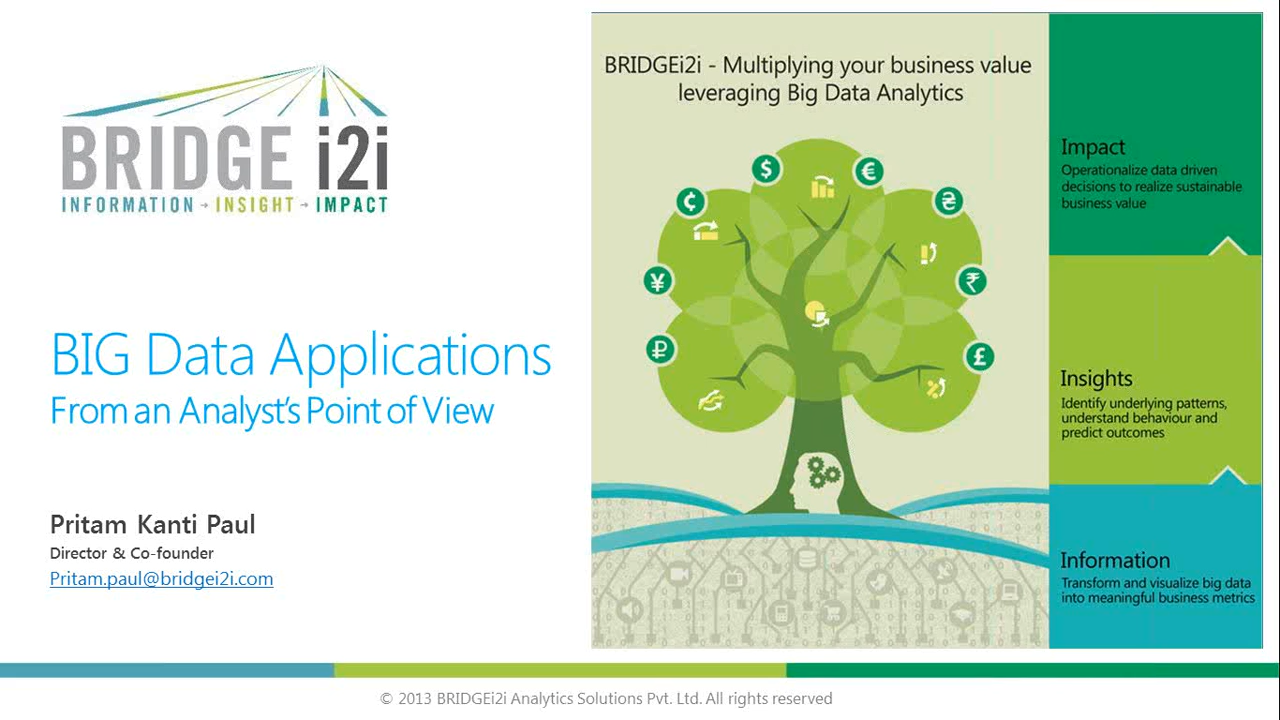 BRIDGE i2i
INFORMATION → INSIGHT → IMPACT
BIG Data Applications
From an Analyst's Point of View
Pritam Kanti Paul
Director & Co-founder
Pritam.paul@bridgei2i.com
BRIDGEi2i - Multiplying your business value
leveraging Big Data Analytics
$
€
¢
₴
¥
₹
₽
£
%
Impact
Operationalize data driven
decisions to realize sustainable
business value
Insights
Identify underlying patterns,
understand behaviour and
predict outcomes
Information
Transform and visualize big data
into meaningful business metrics
© 2013 BRIDGEi2i Analytics Solutions Pvt. Ltd. All rights reserved